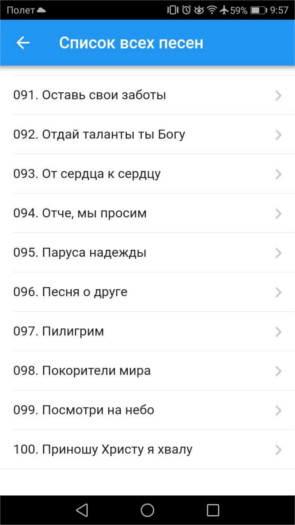 Полет 59% 9:57
Список всех песен
091. Оставь свои заботы
092. Отдай таланты ты Богу
093. От сердца к сердцу
094. Отче, мы просим
095. Паруса надежды
096. Песня о друге
097. Пилигрим
098. Покорители мира
099. Посмотри на небо
100. Приношу Христу я хвалу